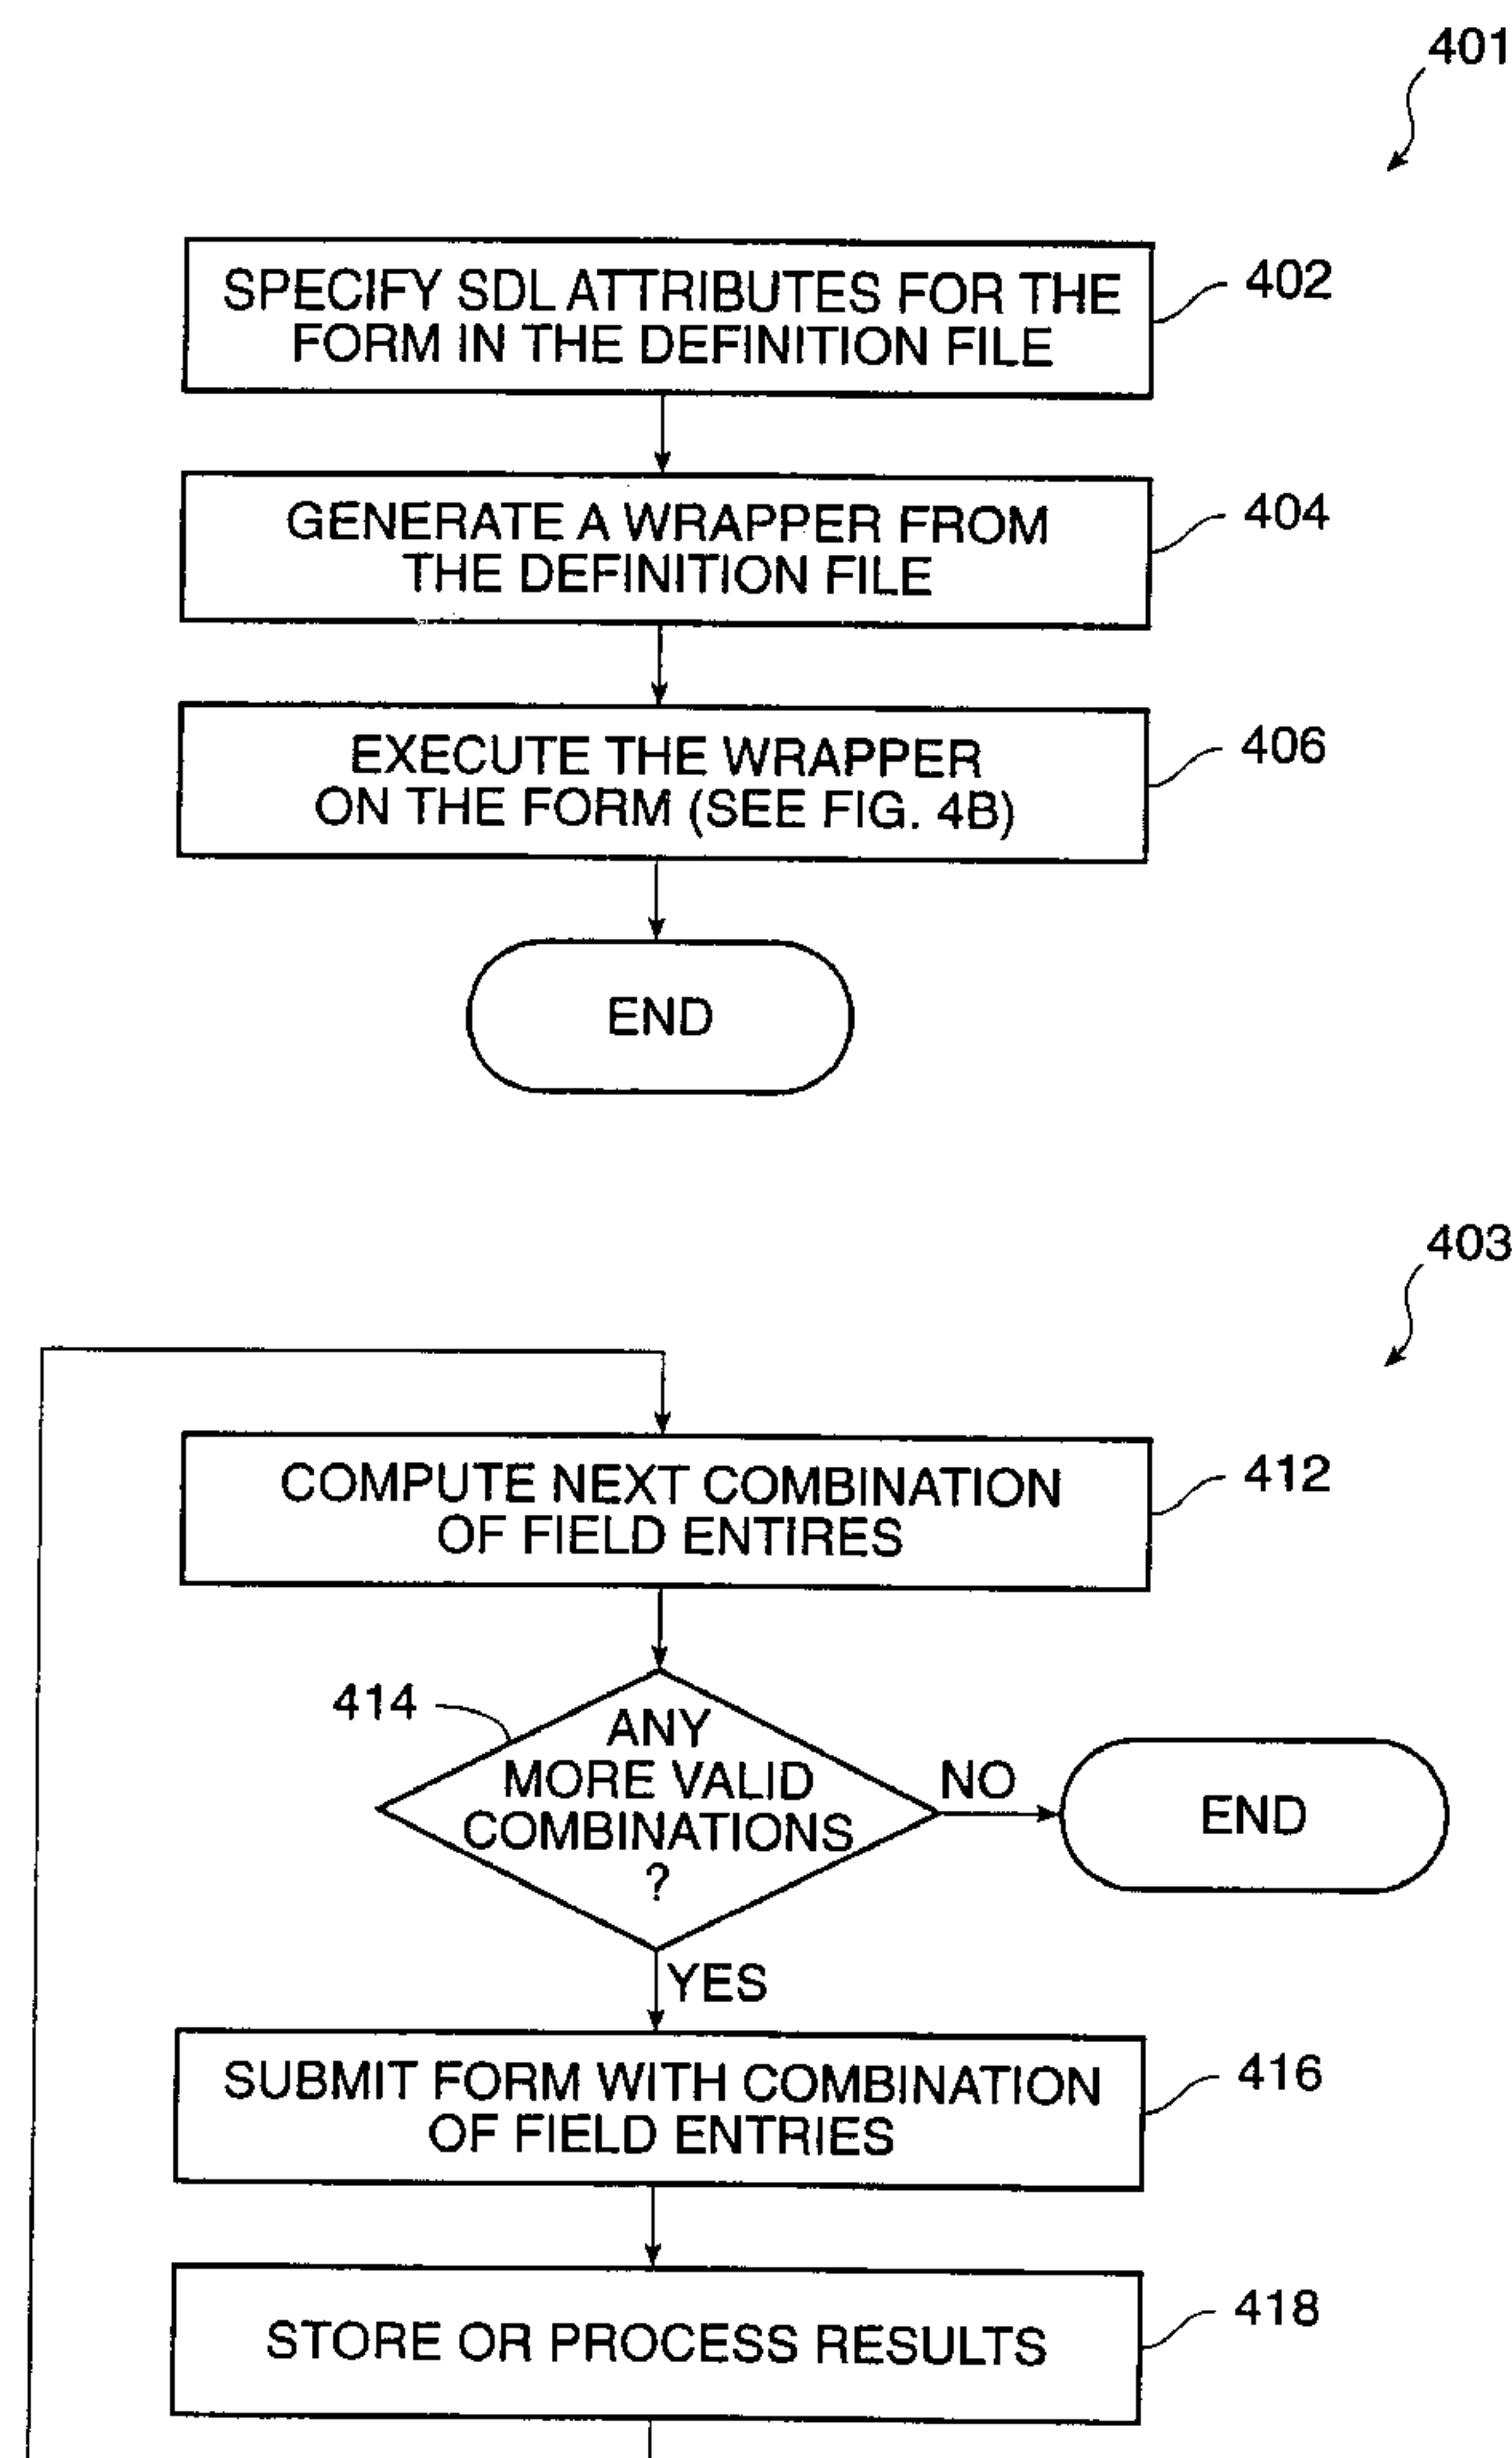 401
SPECIFY SDL ATTRIBUTES FOR THE
FORM IN THE DEFINITION FILE
402
GENERATE A WRAPPER FROM
THE DEFINITION FILE
404
EXECUTE THE WRAPPER
ON THE FORM (SEE FIG. 4B)
406
END
403
COMPUTE NEXT COMBINATION
OF FIELD ENTIRES
412
414
ANY
MORE VALID
COMBINATIONS
?
NO
END
YES
SUBMIT FORM WITH COMBINATION
OF FIELD ENTRIES
416
STORE OR PROCESS RESULTS
418